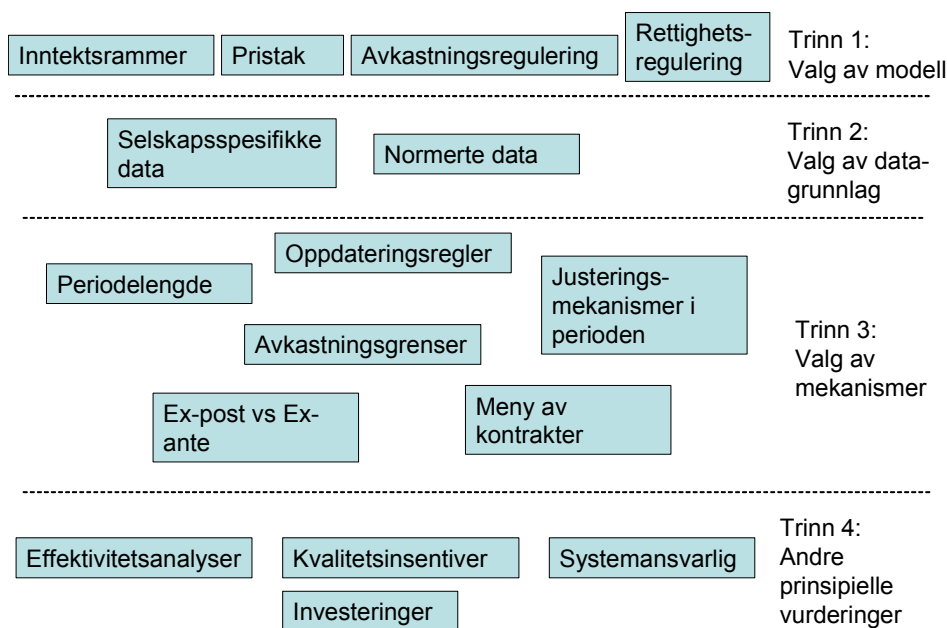 Inntektsrammer
Pristak
Avkastningsregulering
Rettighets-
regulering
Trinn 1:
Valg av modell
Selskapsspesifikke
data
Normerte data
Trinn 2:
Valg av data-
grunnlag
Oppdateringsregler
Periodelengde
Justerings-
mekanismer i
perioden
Avkastningsgrenser
Ex-post vs Ex-
ante
Meny av
kontrakter
Trinn 3:
Valg av
mekanismer
Effektivitetsanalyser
Kvalitetsinsentiver
Systemansvarlig
Investeringer
Trinn 4:
Andre
prinsipielle
vurderinger